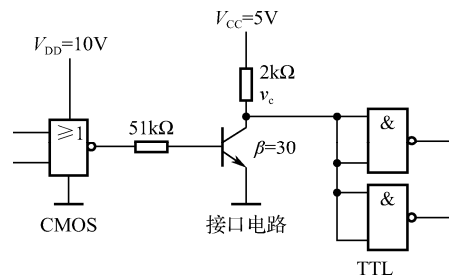 V_CC=5V
V_DD=10V
2kΩ
v_c
≥1
51kΩ
β=30
&
&
CMOS
接口电路
TTL